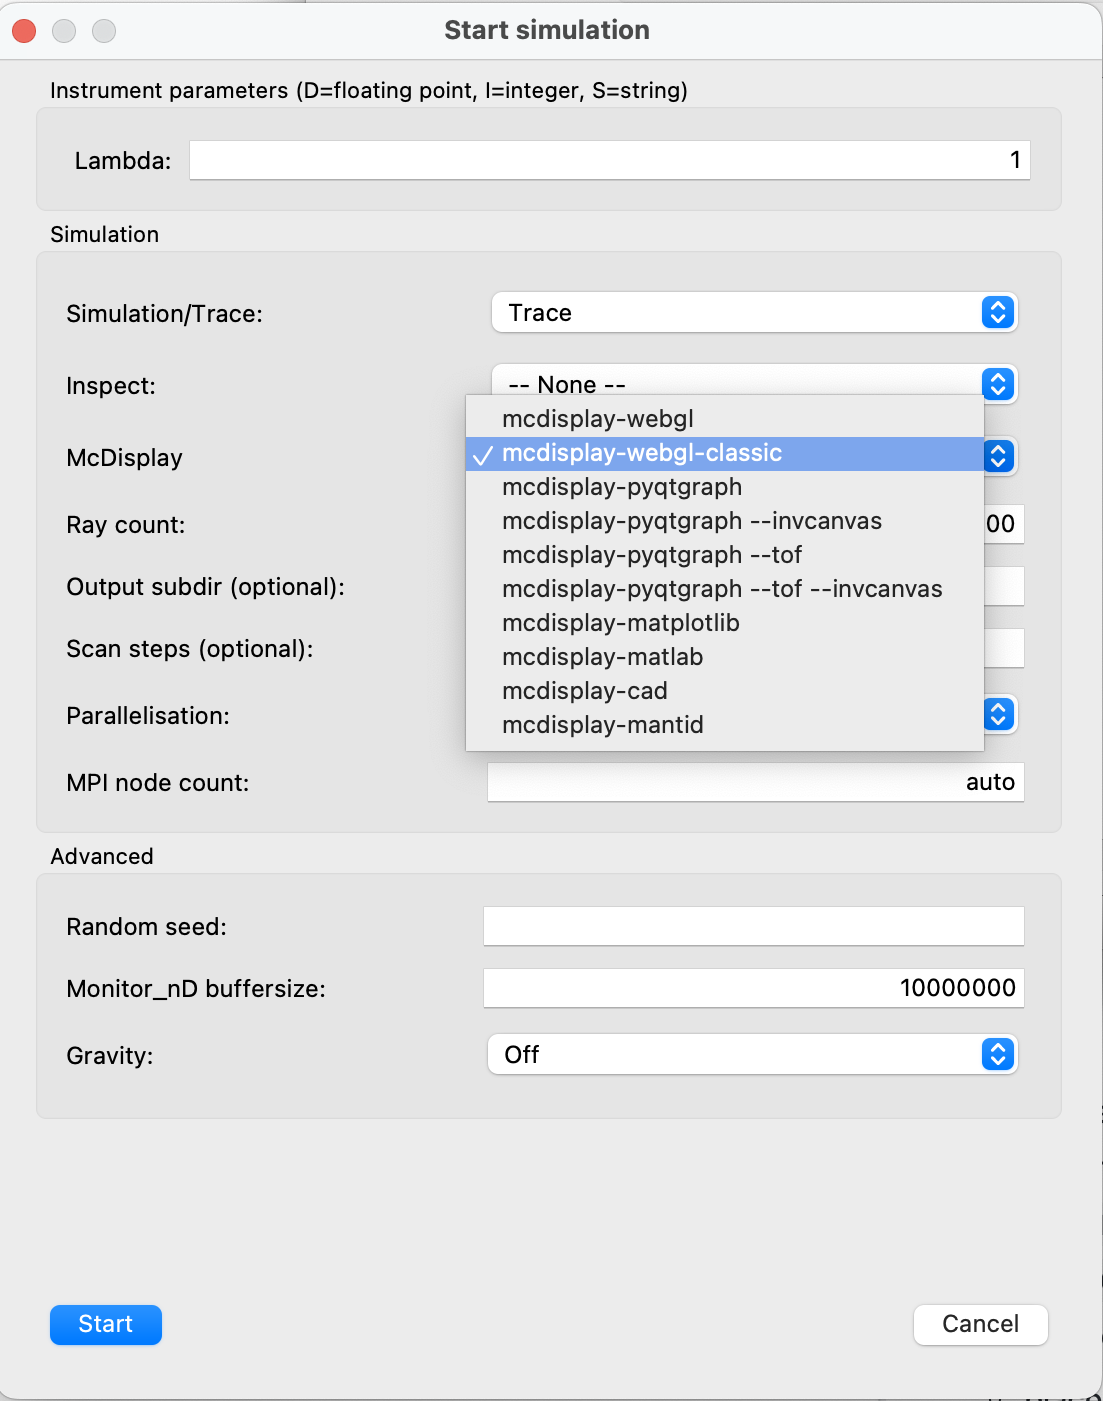 Start simulation
Instrument parameters (D=floating point, I=integer, S=string)
Lambda: 1
Simulation
Simulation/Trace: Trace
Inspect: -- None --
McDisplay
mcdisplay-webgl
✓ mcdisplay-webgl-classic
mcdisplay-pyqtgraph
mcdisplay-pyqtgraph --invcanvas
mcdisplay-pyqtgraph --tof
mcdisplay-pyqtgraph --tof --invcanvas
mcdisplay-matplotlib
mcdisplay-matlab
mcdisplay-cad
mcdisplay-mantid
Ray count: 00
Output subdir (optional):
Scan steps (optional):
Parallelisation:
MPI node count: auto
Advanced
Random seed:
Monitor_nD buffersize: 10000000
Gravity: Off
Start Cancel